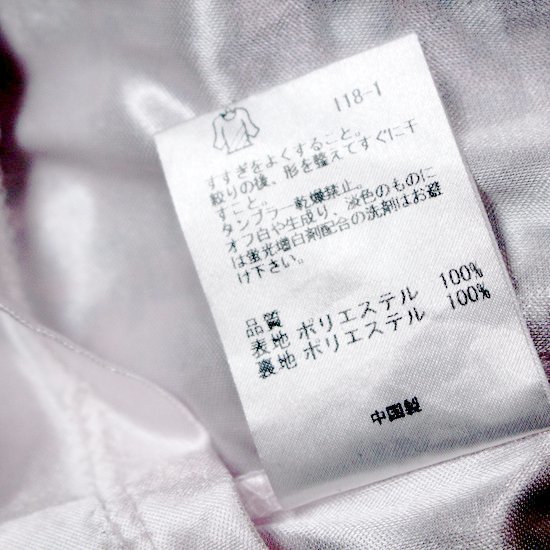 118-1
すすぎをよくすること。
絞りの後、形を整えてすぐに干
すこと。
タンブラー乾燥禁止。
オフ白や生成り、淡色のものに
は蛍光増白剤配合の洗剤はお避
け下さい。
品質
表地 ポリエステル 100%
裏地 ポリエステル 100%
中国製